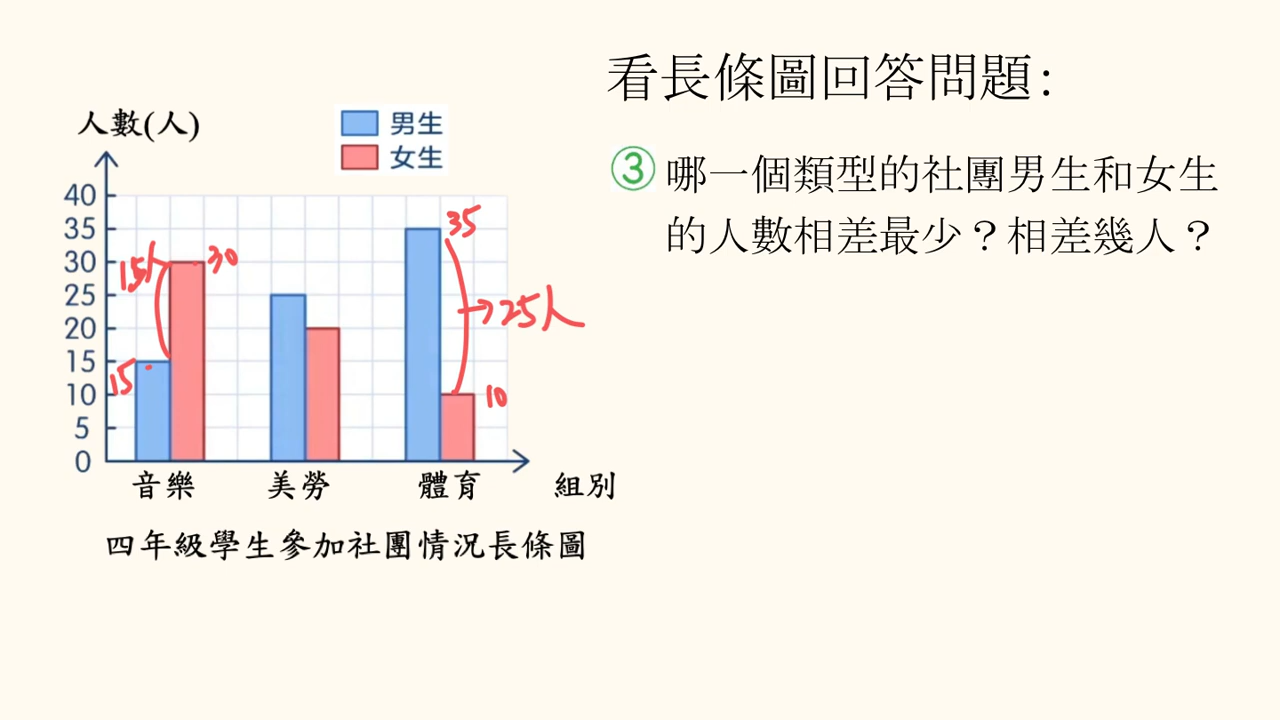 看長條圖回答問題:
③ 哪一個類型的社團男生和女生
的人數相差最少？相差幾人？
人數(人)
男生
女生
40
35
30
25
20
15
10
5
0
15人
30
15
35
→25人
10
音樂
美勞
體育
組別
四年級學生參加社團情況長條圖